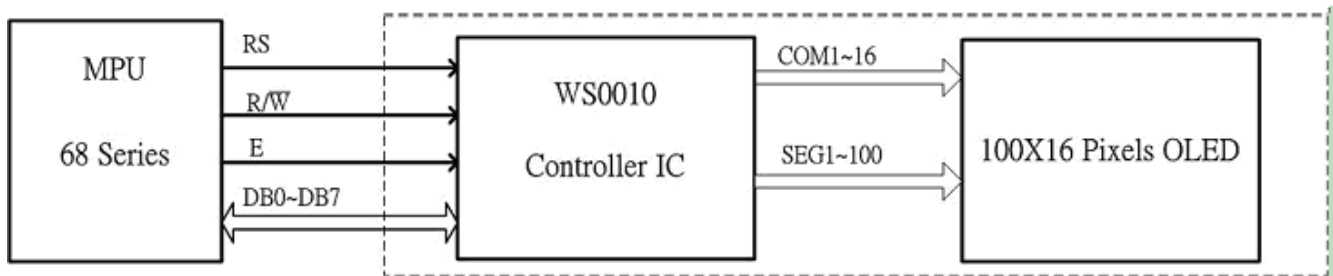 MPU
68 Series
RS
R/W̅
E
DB0~DB7
WS0010
Controller IC
COM1~16
SEG1~100
100X16 Pixels OLED